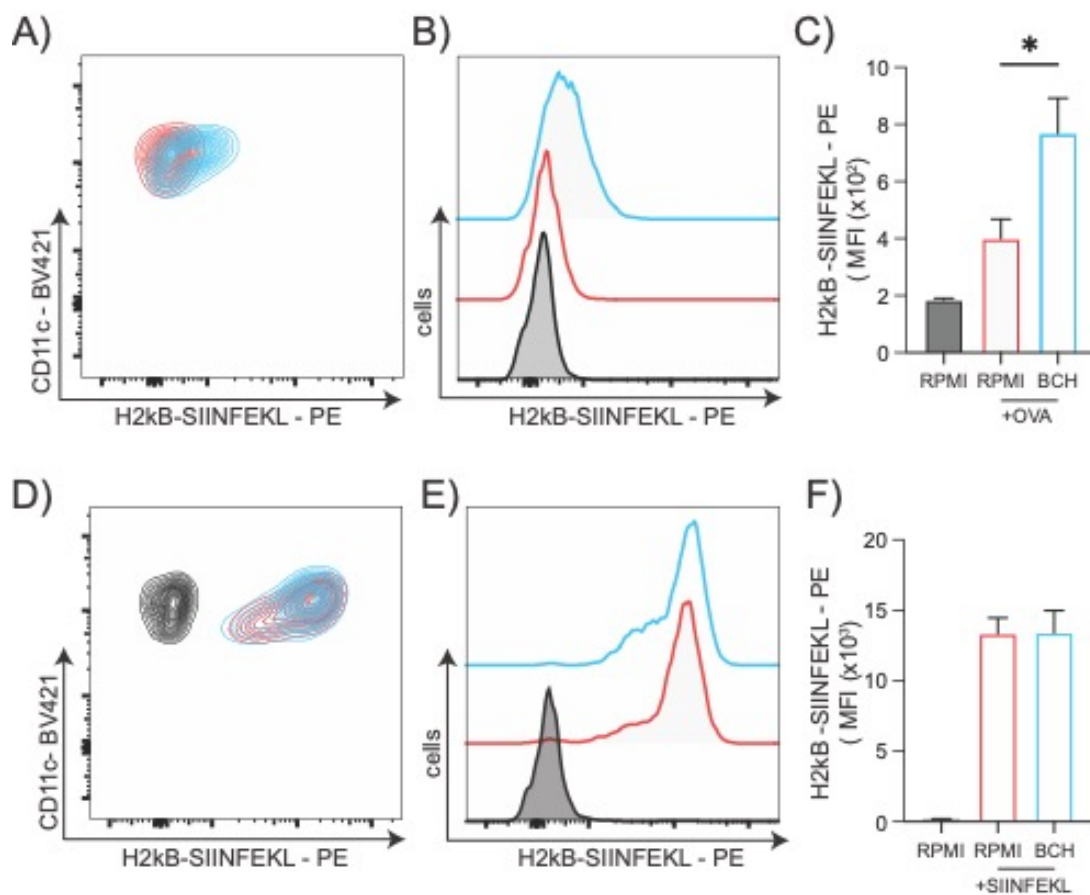 A)
CD11c - BV421
H2kB-SIINFEKL - PE
B)
cells
H2kB-SIINFEKL - PE
C)
*
H2kB -SIINFEKL - PE
( MFI (x10²)
10
8
6
4
2
0
RPMI RPMI BCH
+OVA
D)
CD11c- BV421
H2kB-SIINFEKL - PE
E)
cells
H2kB-SIINFEKL - PE
F)
H2kB -SIINFEKL - PE
( MFI (x10³)
20
15
10
5
0
RPMI RPMI BCH
+SIINFEKL